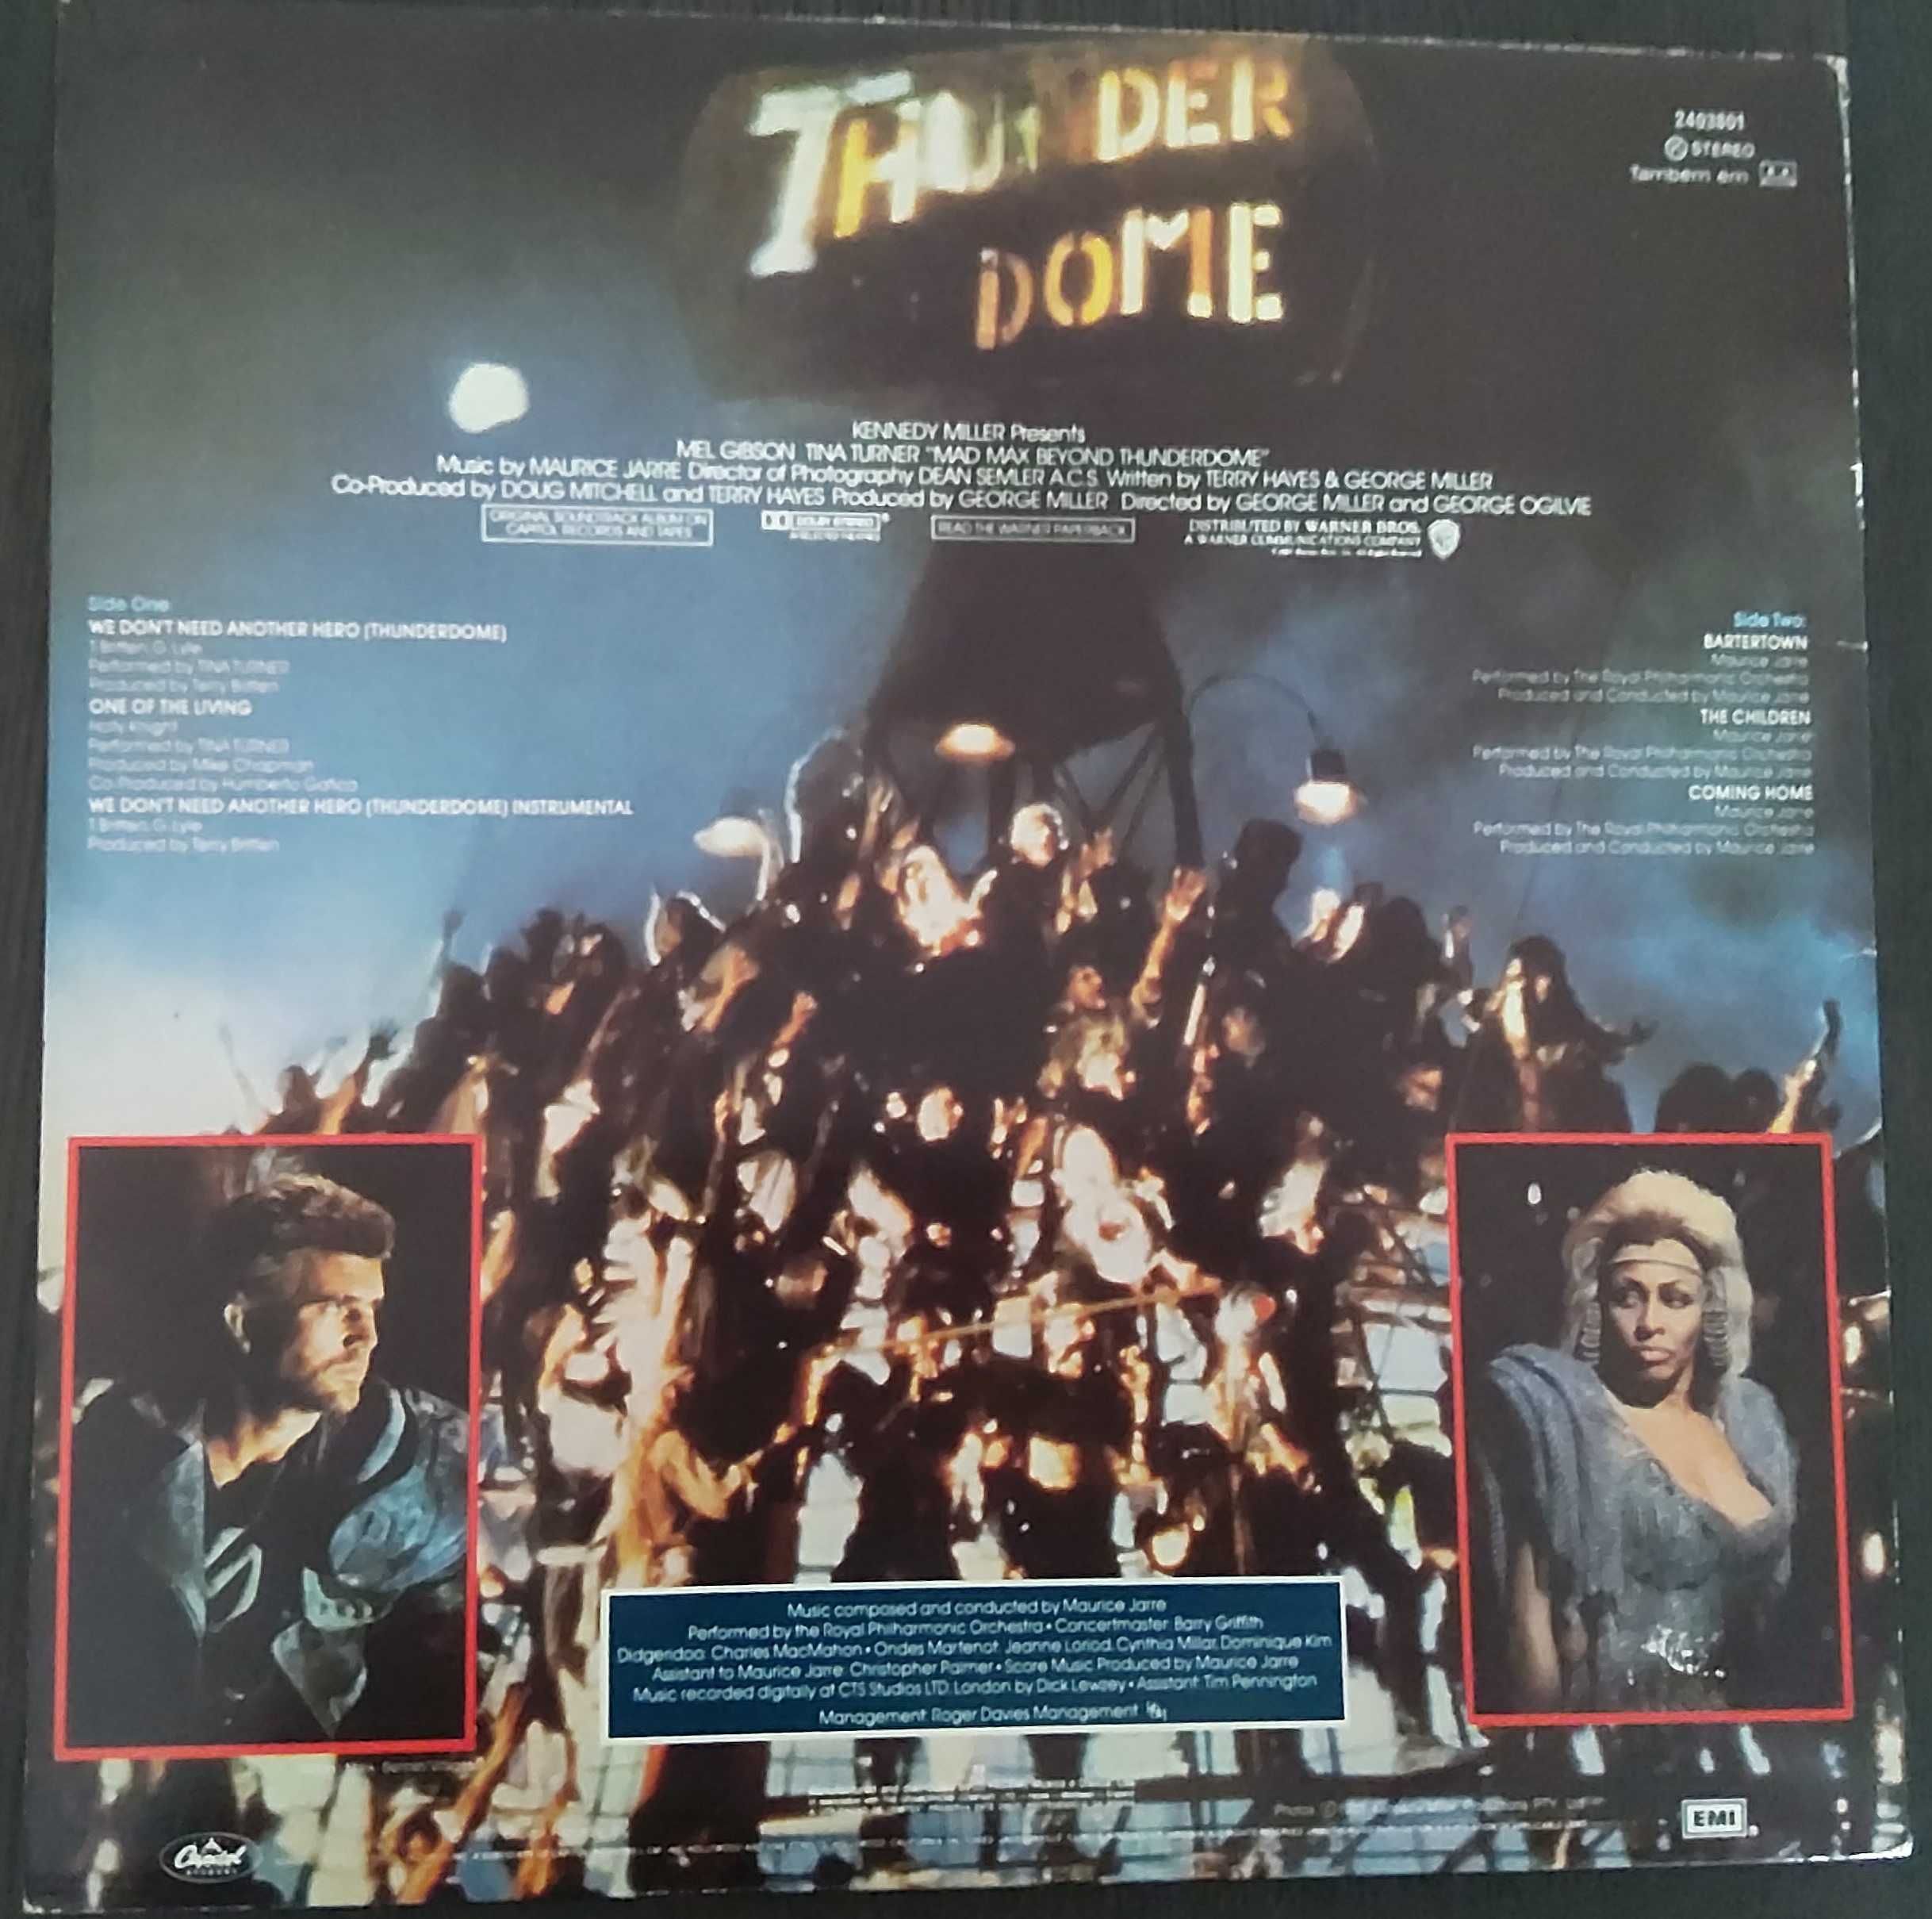 THUNDER
DOME
2403801
Ⓟ STEREO
Tambem em
KENNEDY MILLER Presents
MEL GIBSON TINA TURNER "MAD MAX BEYOND THUNDERDOME"
Music by MAURICE JARRE Director of Photography DEAN SEMLER A.C.S. Written by TERRY HAYES & GEORGE MILLER
Co-Produced by DOUG MITCHELL and TERRY HAYES Produced by GEORGE MILLER Directed by GEORGE MILLER and GEORGE OGILVIE
ORIGINAL SOUNDTRACK ALBUM ON
CAPITOL RECORDS AND TAPES
DOLBY STEREO
IN SELECTED THEATRES
READ THE WARNER PAPERBACK
DISTRIBUTED BY WARNER BROS.
A WARNER COMMUNICATIONS COMPANY
Side One
WE DON'T NEED ANOTHER HERO (THUNDERDOME)
T. Britten, G. Lyle
Performed by TINA TURNER
Produced by Terry Britten
ONE OF THE LIVING
Holly Knight
Performed by TINA TURNER
Produced by Mike Chapman
Co-Produced by Humberto Gatica
WE DON'T NEED ANOTHER HERO (THUNDERDOME) INSTRUMENTAL
T. Britten, G. Lyle
Produced by Terry Britten
Side Two:
BARTERTOWN
Maurice Jarre
Performed by The Royal Philharmonic Orchestra
Produced and Conducted by Maurice Jarre
THE CHILDREN
Maurice Jarre
Performed by The Royal Philharmonic Orchestra
Produced and Conducted by Maurice Jarre
COMING HOME
Maurice Jarre
Performed by The Royal Philharmonic Orchestra
Produced and Conducted by Maurice Jarre
Music composed and conducted by Maurice Jarre
Performed by the Royal Philharmonic Orchestra • Concertmaster: Barry Griffith
Didgeridoo: Charles MacMahon • Ondes Martenot: Jeanne Loriod, Cynthia Millar, Dominique Kim
Assistant to Maurice Jarre: Christopher Palmer • Score Music Produced by Maurice Jarre
Music recorded digitally at CTS Studios LTD. London by Dick Lewzey • Assistant: Tim Pennington
Management: Roger Davies Management
Capitol
RECORDS
EMI